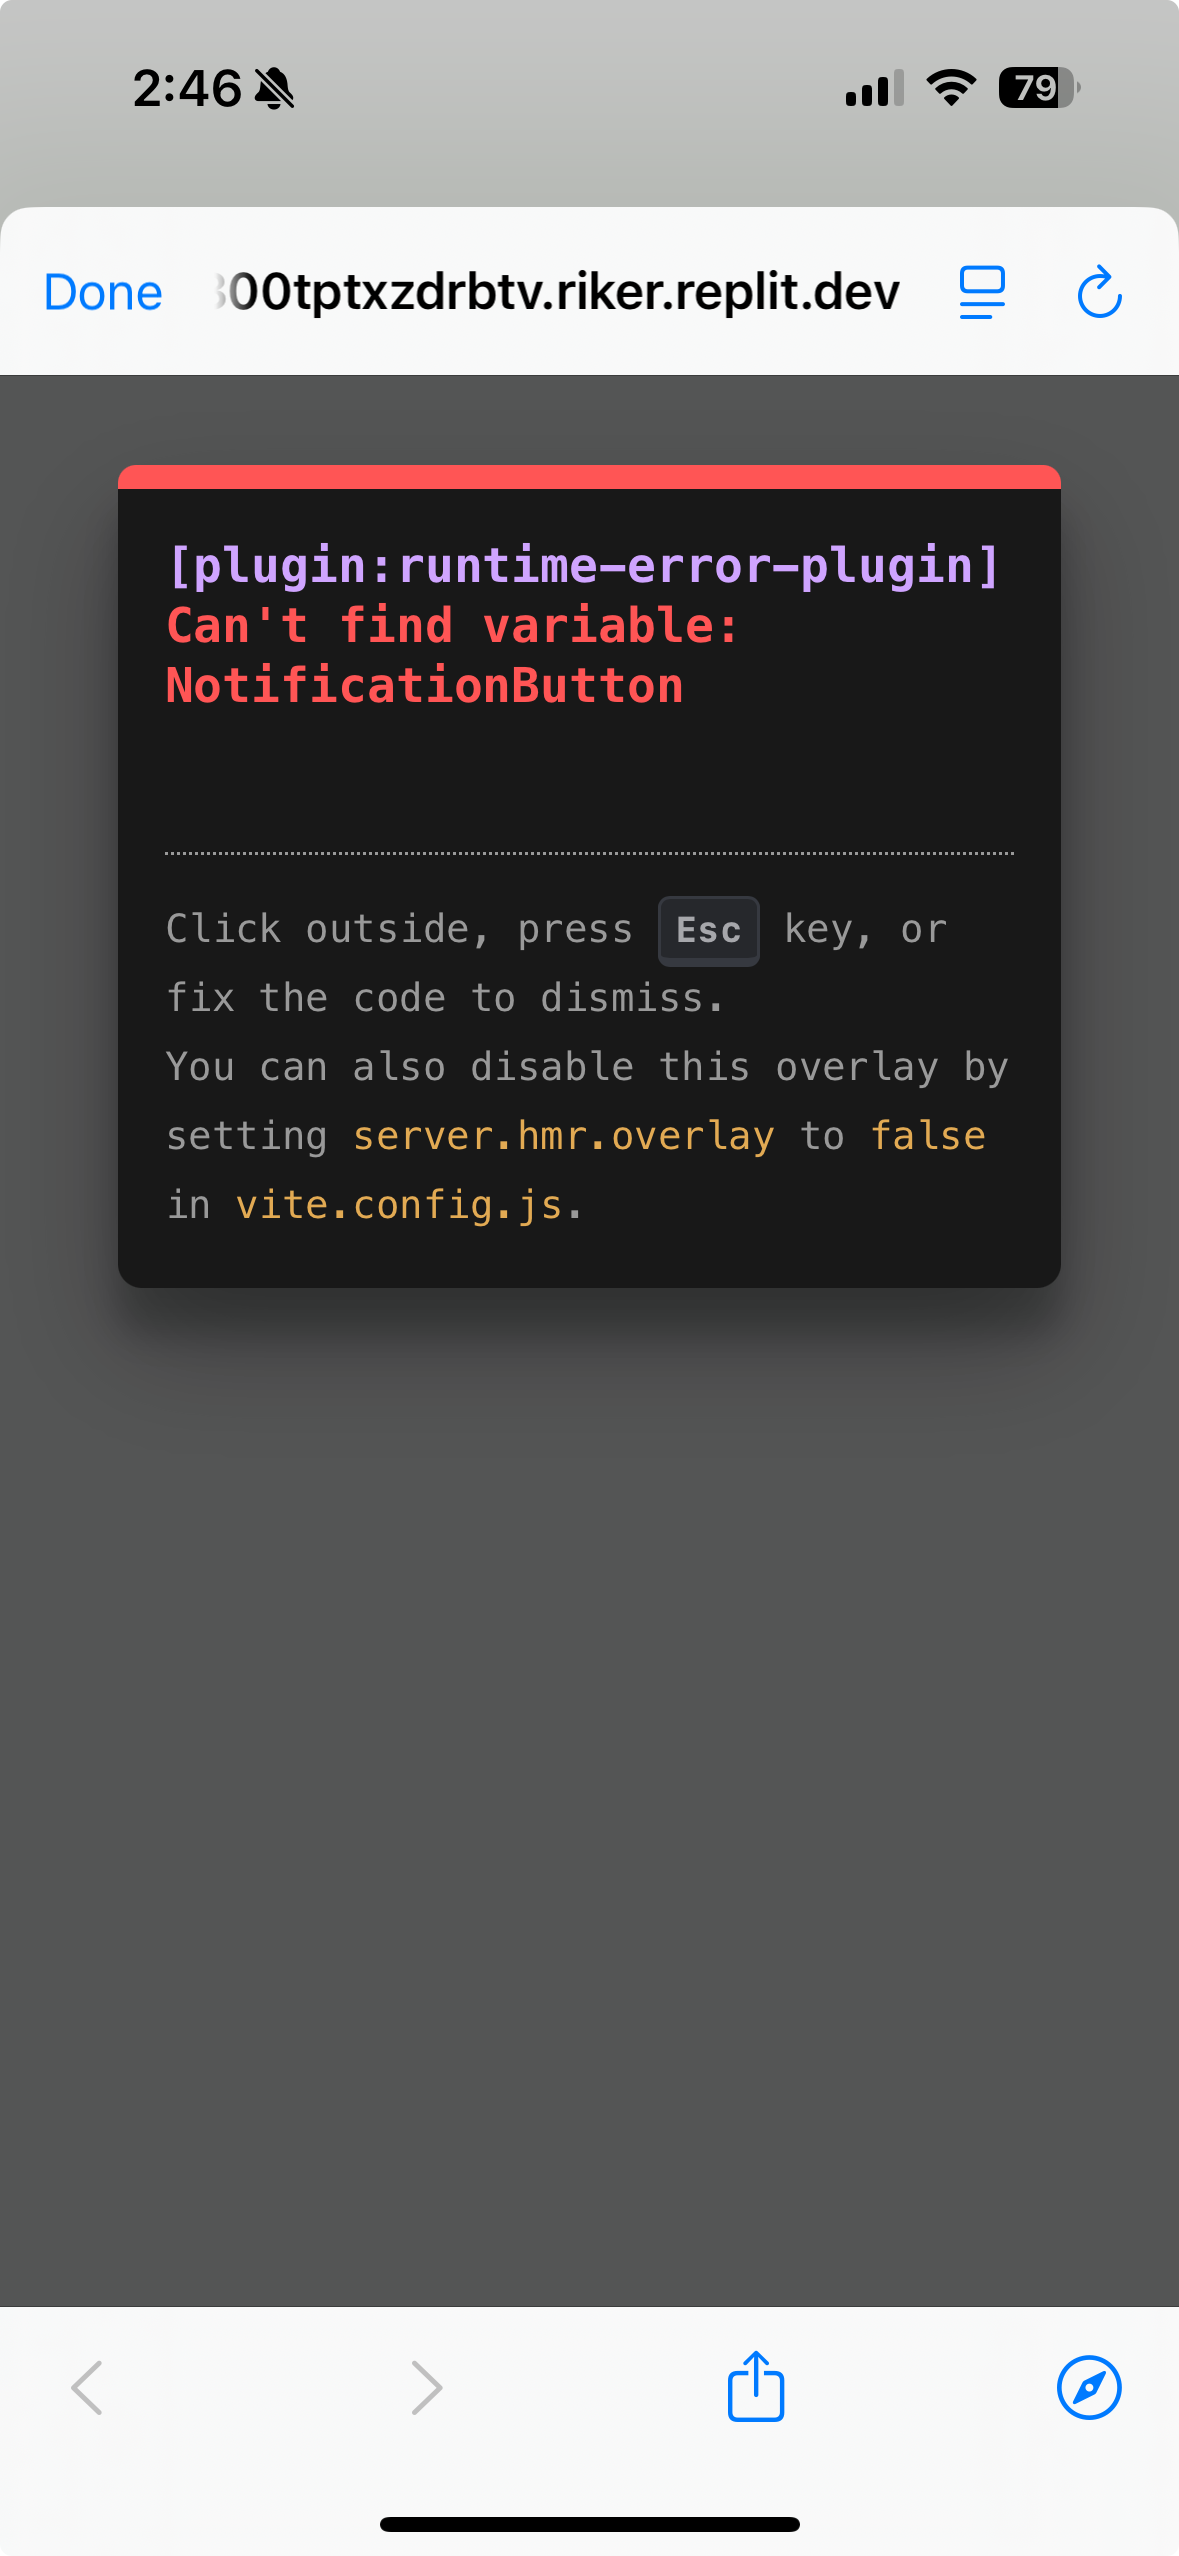 2:46
79
Done
300tptxzdrbtv.riker.replit.dev
[plugin:runtime-error-plugin]
Can't find variable:
NotificationButton
Click outside, press Esc key, or
fix the code to dismiss.
You can also disable this overlay by
setting server.hmr.overlay to false
in vite.config.js.